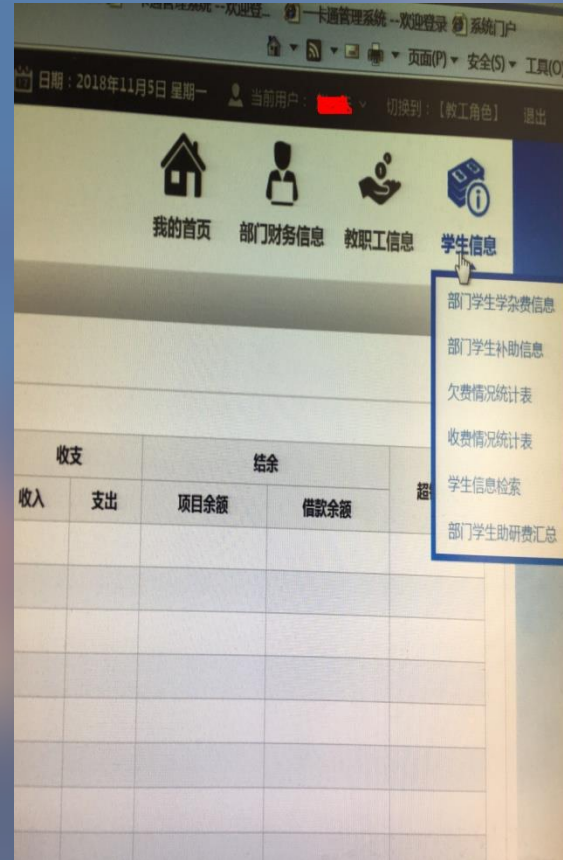 一卡通管理系统 --欢迎登... 一卡通管理系统 --欢迎登录 系统门户
页面(P) 安全(S) 工具(O)
日期：2018年11月5日 星期一 当前用户： 切换到：【教工角色】 退出
我的首页 部门财务信息 教职工信息 学生信息
部门学生学杂费信息
部门学生补助信息
欠费情况统计表
收费情况统计表
学生信息检索
部门学生助研费汇总
收支 结余
收入 支出 项目余额 借款余额 超